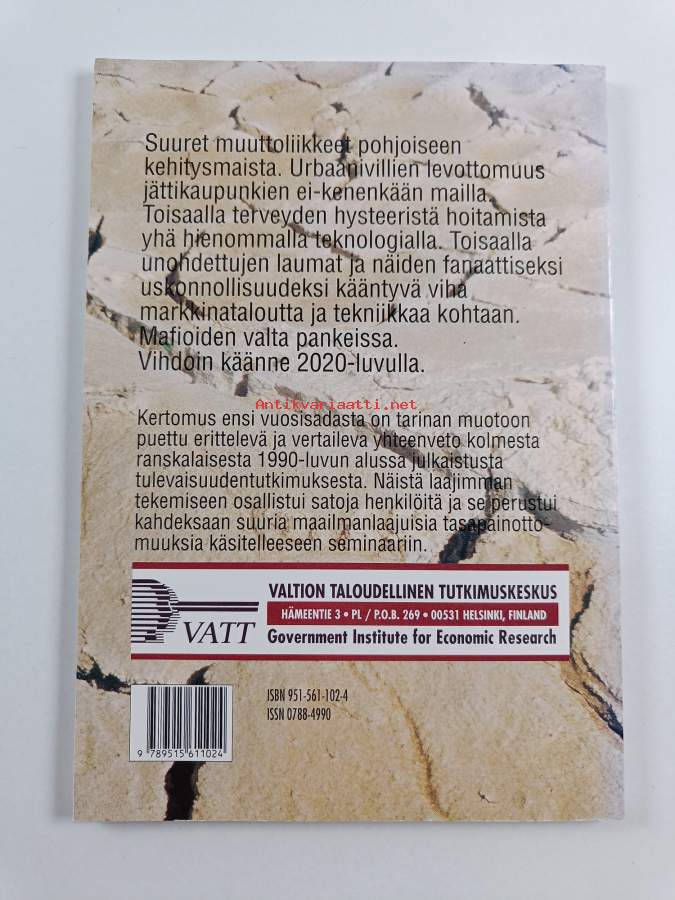 Suuret muuttoliikkeet pohjoiseen
kehitysmaista. Urbaanivillien levottomuus
jättikaupunkien ei-kenenkään mailla.
Toisaalla terveyden hysteeristä hoitamista
yhä hienommalla teknologialla. Toisaalla
unohdettujen laumat ja näiden fanaattiseksi
uskonnollisuudeksi kääntyvä viha
markkinataloutta ja tekniikkaa kohtaan.
Mafioiden valta pankeissa.
Vihdoin käänne 2020-luvulla.
Antikvariaatti.net
Kertomus ensi vuosisadasta on tarinan muotoon
puettu erittelevä ja vertaileva yhteenveto kolmesta
ranskalaisesta 1990-luvun alussa julkaistusta
tulevaisuudentutkimuksesta. Näistä laajimman
tekemiseen osallistui satoja henkilöitä ja se perustui
kahdeksaan suuria maailmanlaajuisia tasapainotto-
muuksia käsitelleeseen seminaariin.
VATT
VALTION TALOUDELLINEN TUTKIMUSKESKUS
HÄMEENTIE 3 • PL / P.O.B. 269 • 00531 HELSINKI, FINLAND
Government Institute for Economic Research
ISBN 951-561-102-4
ISSN 0788-4990
9 789515 611024